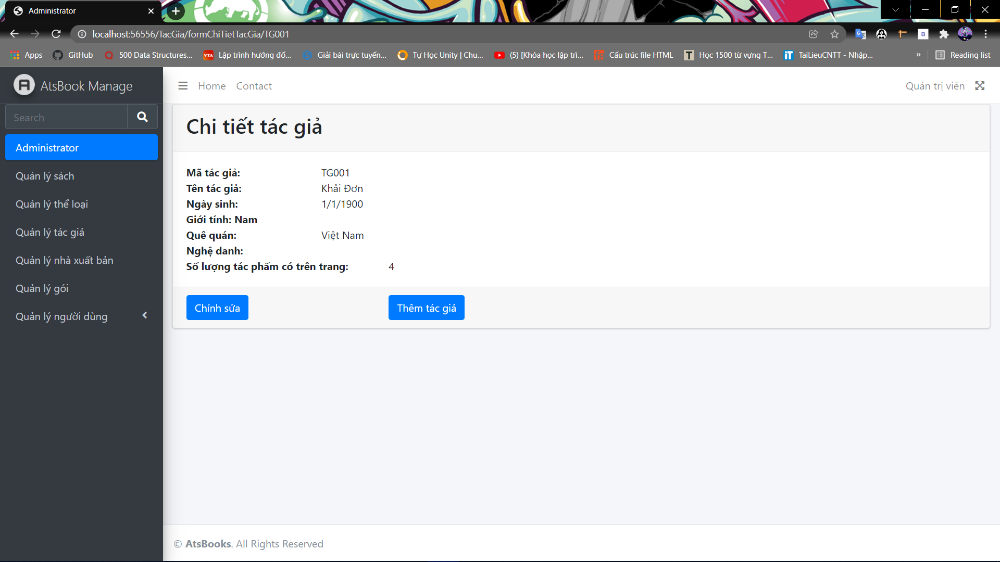 Administrator
localhost:56556/TacGia/formChiTietTacGia/TG001
Apps
GitHub
500 Data Structures...
Lập trình hướng đố...
Giải bài trực tuyến...
Tự Học Unity | Chu...
(5) [Khóa học lập trì...
Cấu trúc file HTML
Học 1500 từ vựng T...
TaiLieuCNTT - Nhập...
»
Reading list
AtsBook Manage
Home
Contact
Quản trị viên
Search
Administrator
Quản lý sách
Quản lý thể loại
Quản lý tác giả
Quản lý nhà xuất bản
Quản lý gói
Quản lý người dùng
Chi tiết tác giả
Mã tác giả: TG001
Tên tác giả: Khải Đơn
Ngày sinh: 1/1/1900
Giới tính: Nam
Quê quán: Việt Nam
Nghệ danh:
Số lượng tác phẩm có trên trang: 4
Chỉnh sửa
Thêm tác giả
© AtsBooks. All Rights Reserved